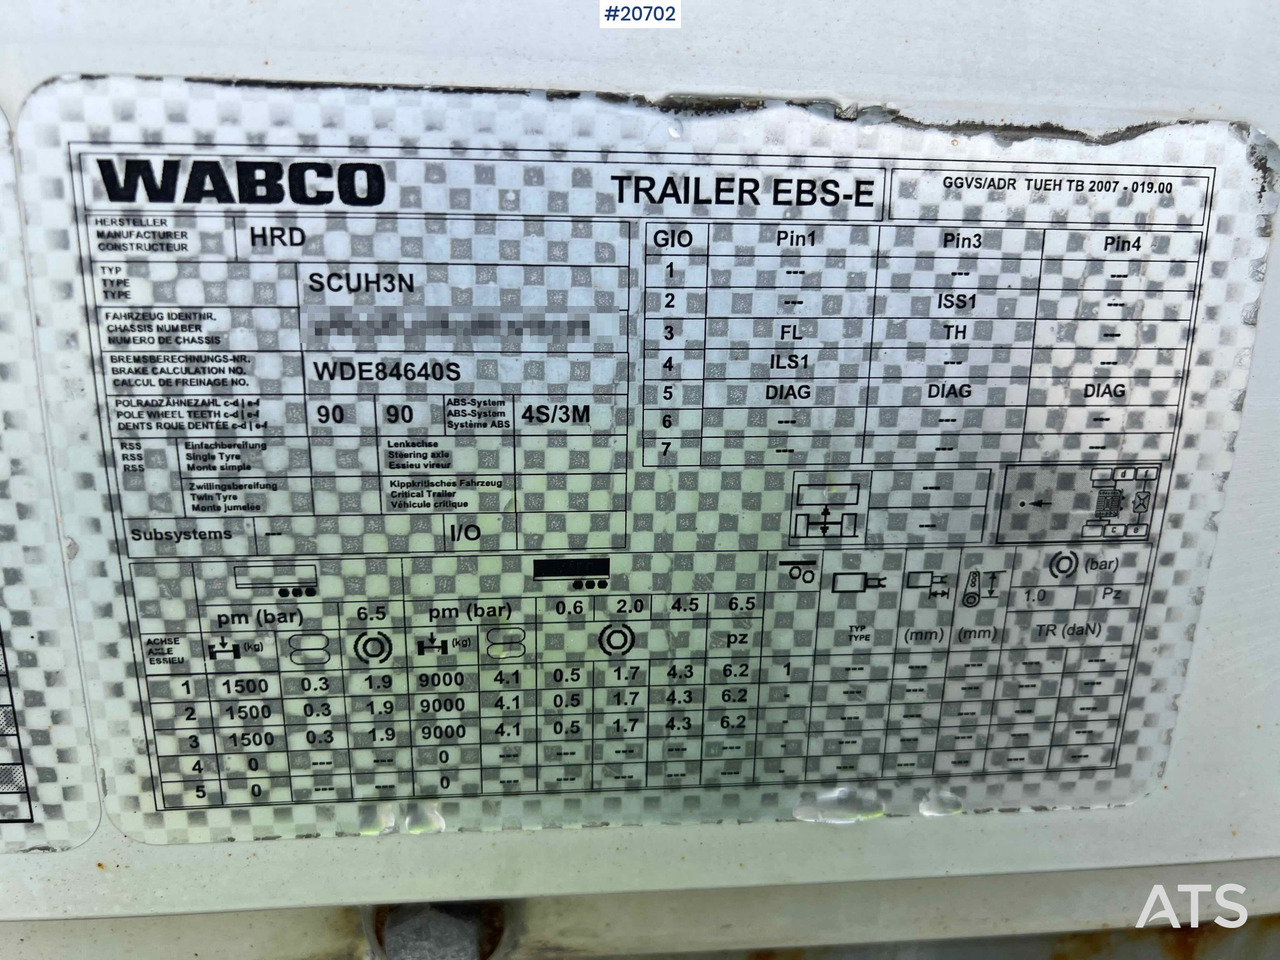 #20702
WABCO TRAILER EBS-E GGVS/ADR TUEH TB 2007 - 019.00
HERSTELLER
MANUFACTURER
CONSTRUCTEUR
HRD
TYP
TYPE
TYPE
SCUH3N
FAHRZEUG IDENTNR.
CHASSIS NUMBER
NUMERO DE CHASSIS
BREMSBERECHNUNGS-NR.
BRAKE CALCULATION NO.
CALCUL DE FREINAGE NO.
WDE84640S
POLRADZÄHNEZAHL c-d | e-f
POLE WHEEL TEETH c-d | e-f
DENTS ROUE DENTÉE c-d | e-f
90 90
ABS-System
ABS-System
Système ABS
4S/3M
RSS
RSS
RSS
Einfachbereifung
Single Tyre
Monte simple
Lenkachse
Steering axle
Essieu vireur
Zwillingsbereifung
Twin Tyre
Monte jumelée
Kippkritisches Fahrzeug
Critical Trailer
Véhicule critique
Subsystems --- I/O
GIO Pin1 Pin3 Pin4
1 --- --- ---
2 --- ISS1 ---
3 FL TH ---
4 ILS1 --- ---
5 DIAG DIAG DIAG
6 --- --- ---
7 --- --- ---
---
---
d f
c e
pm (bar) 6.5 pm (bar) 0.6 2.0 4.5 6.5
(bar)
1.0 Pz
ACHSE
AXLE
ESSIEU
(kg) (kg) pz
TYP
TYPE
(mm) (mm) TR (daN)
1 1500 0.3 1.9 9000 4.1 0.5 1.7 4.3 6.2 1 --- --- --- --- ---
2 1500 0.3 1.9 9000 4.1 0.5 1.7 4.3 6.2 - --- --- --- --- ---
3 1500 0.3 1.9 9000 4.1 0.5 1.7 4.3 6.2 - --- --- --- --- ---
4 0 --- --- 0 --- --- --- --- --- - --- --- --- --- ---
5 0 --- --- 0 --- --- --- --- --- - --- --- --- --- ---
ATS